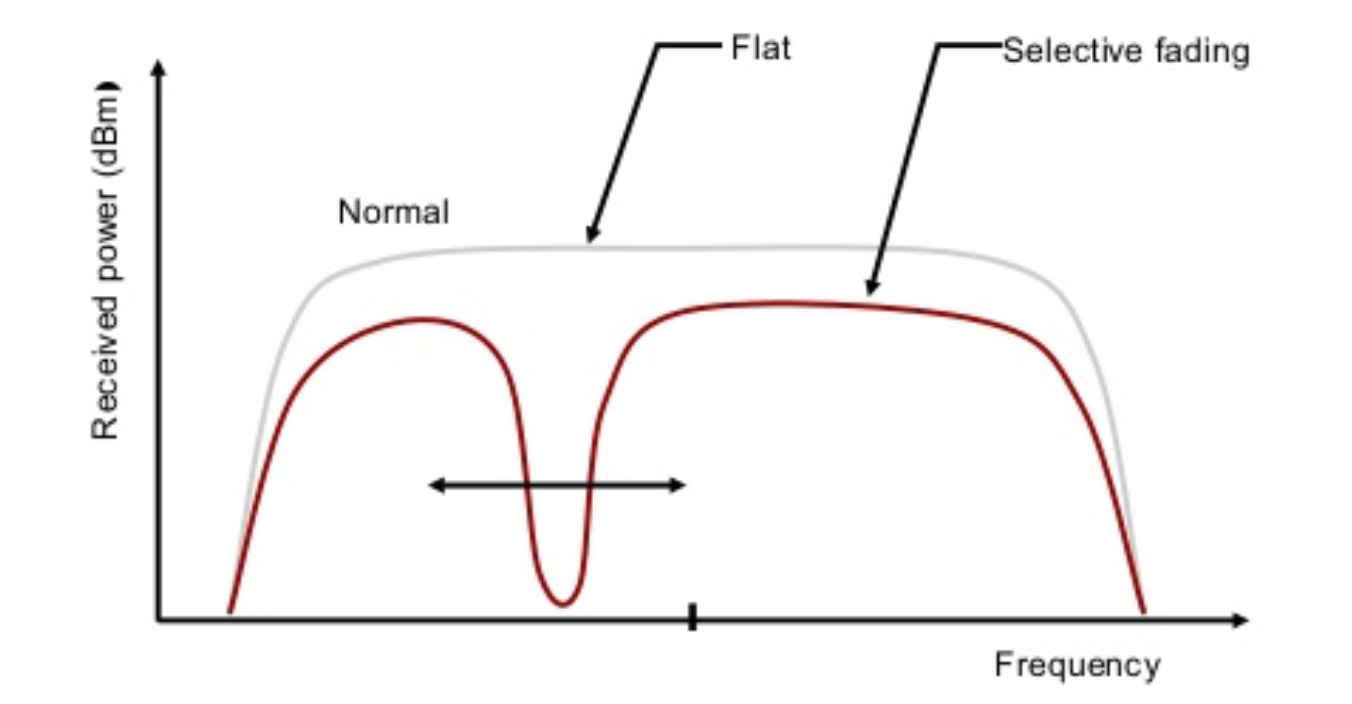 Flat
Selective fading
Normal
Received power (dBm)
Frequency